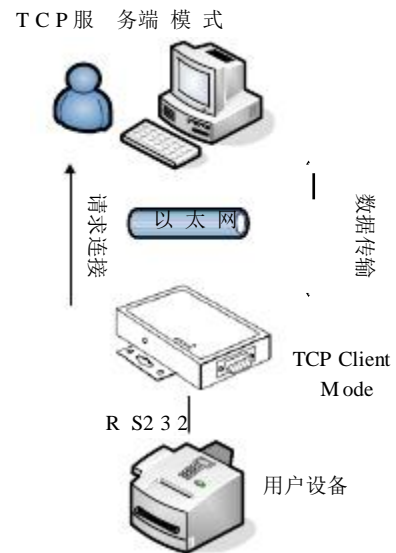 TCP服 务端 模 式
请求连接
以 太 网
数据传输
TCP Client
Mode
R S232
用户设备